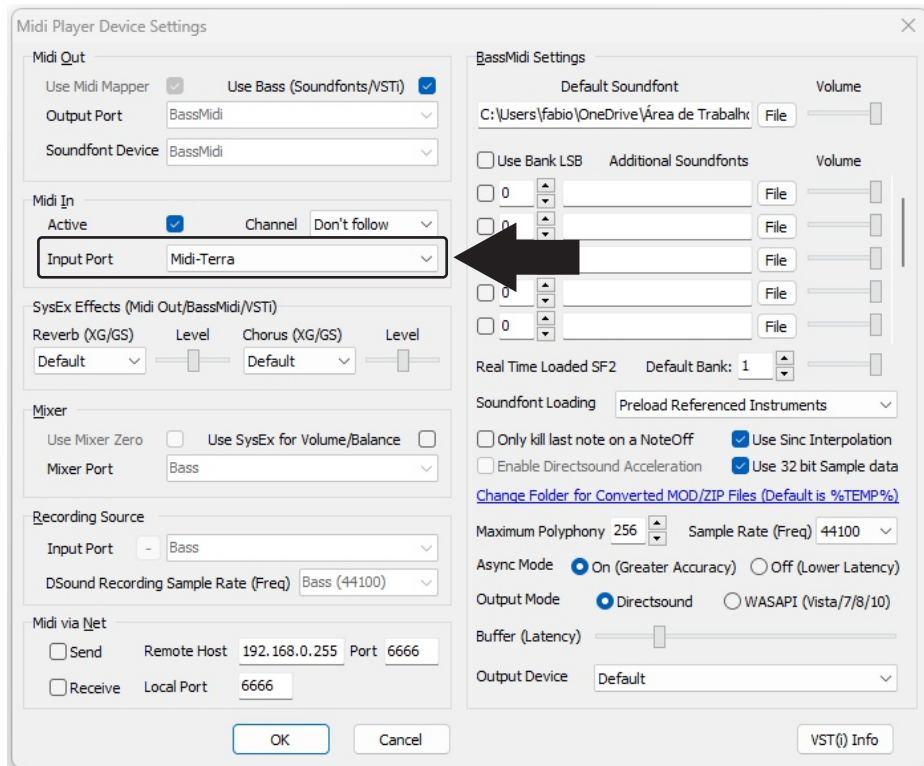 Midi Player Device Settings
Midi Out
Use Midi Mapper Use Bass (Soundfonts/VSTi)
Output Port BassMidi
Soundfont Device BassMidi
Midi In
Active Channel Don't follow
Input Port Midi-Terra
SysEx Effects (Midi Out/BassMidi/VSTi)
Reverb (XG/GS) Level Chorus (XG/GS) Level
Default Default
Mixer
Use Mixer Zero Use SysEx for Volume/Balance
Mixer Port Bass
Recording Source
Input Port - Bass
DSound Recording Sample Rate (Freq) Bass (44100)
Midi via Net
Send Remote Host 192.168.0.255 Port 6666
Receive Local Port 6666
BassMidi Settings
Default Soundfont Volume
C:\Users\fabio\OneDrive\Área de Trabalho File
Use Bank LSB Additional Soundfonts Volume
0 File
File
File
0 File
0 File
Real Time Loaded SF2 Default Bank: 1
Soundfont Loading Preload Referenced Instruments
Only kill last note on a NoteOff Use Sinc Interpolation
Enable Directsound Acceleration Use 32 bit Sample data
Change Folder for Converted MOD/ZIP Files (Default is %TEMP%)
Maximum Polyphony 256 Sample Rate (Freq) 44100
Async Mode On (Greater Accuracy) Off (Lower Latency)
Output Mode Directsound WASAPI (Vista/7/8/10)
Buffer (Latency)
Output Device Default
OK Cancel VST(i) Info